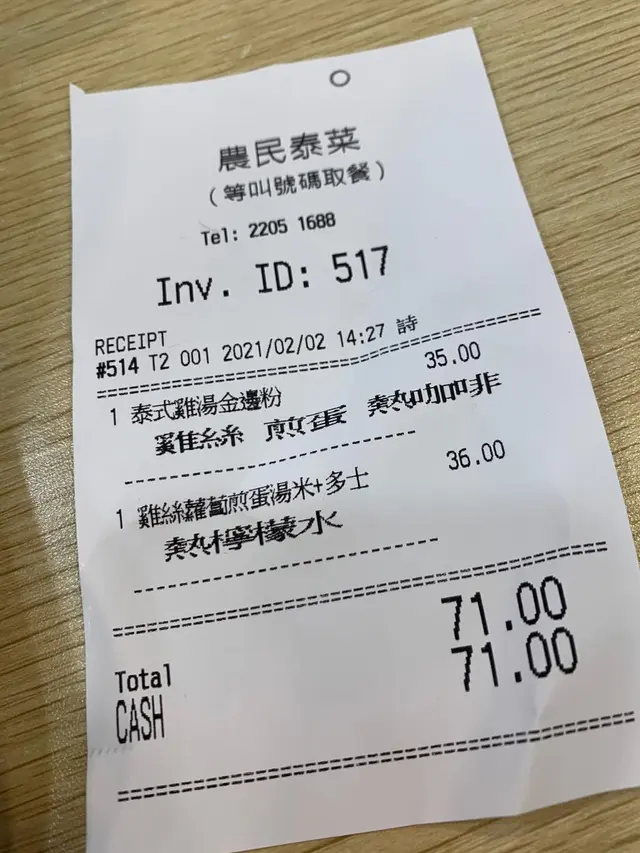 農民泰菜
(等叫號碼取餐)
Tel: 2205 1688
Inv. ID: 517
RECEIPT
#514 T2 001 2021/02/02 14:27 詩
1 泰式雞湯金邊粉 35.00
雞絲 煎蛋 熱咖啡
1 雞絲蘿蔔煎蛋湯米+多士 36.00
熱檸檬水
71.00
Total 71.00
CASH